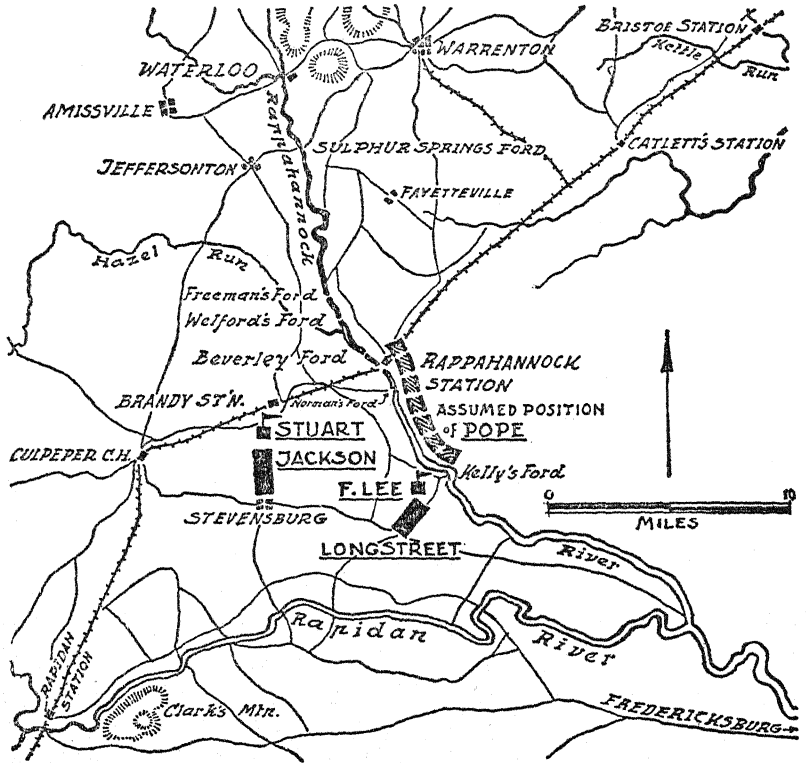 BRISTOE STATION
Kettle
Run
WARRENTON
WATERLOO
AMISSVILLE
Rappahannock
SULPHUR SPRINGS FORD
CATLETT'S STATION
JEFFERSONTON
FAYETTEVILLE
Hazel Run
Freeman's Ford
Welford's Ford
Beverley Ford
RAPPAHANNOCK
STATION
BRANDY ST'N.
Norman's Ford
ASSUMED POSITION
of POPE
STUART
CULPEPER C.H.
JACKSON
Kelly's Ford
F. LEE
0 10
MILES
STEVENSBURG
LONGSTREET
River
Rapidan River
RAPIDAN
STATION
Clark's Mtn.
FREDERICKSBURG